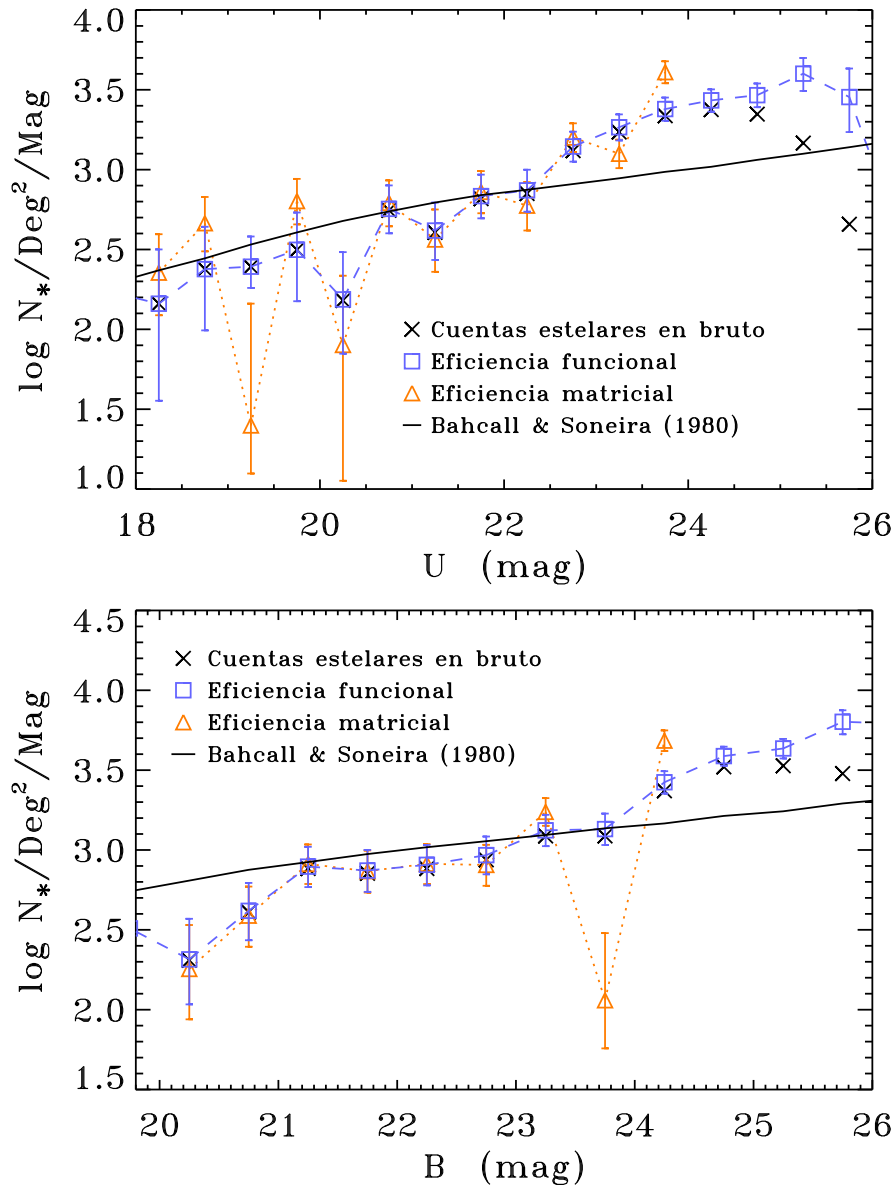 4.0
3.5
3.0
2.5
2.0
1.5
1.0
log N*/Deg²/Mag
× Cuentas estelares en bruto
□ Eficiencia funcional
△ Eficiencia matricial
— Bahcall & Soneira (1980)
18 20 22 24 26
U (mag)
4.5
4.0
3.5
3.0
2.5
2.0
1.5
log N*/Deg²/Mag
× Cuentas estelares en bruto
□ Eficiencia funcional
△ Eficiencia matricial
— Bahcall & Soneira (1980)
20 21 22 23 24 25 26
B (mag)